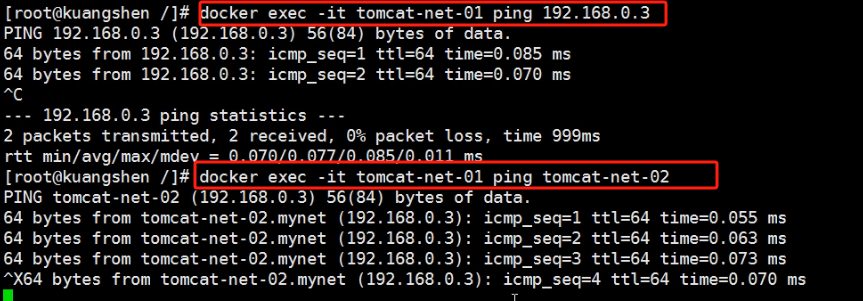 [root@kuangshen /]# docker exec -it tomcat-net-01 ping 192.168.0.3
PING 192.168.0.3 (192.168.0.3) 56(84) bytes of data.
64 bytes from 192.168.0.3: icmp_seq=1 ttl=64 time=0.085 ms
64 bytes from 192.168.0.3: icmp_seq=2 ttl=64 time=0.070 ms
^C
--- 192.168.0.3 ping statistics ---
2 packets transmitted, 2 received, 0% packet loss, time 999ms
rtt min/avg/max/mdev = 0.070/0.077/0.085/0.011 ms
[root@kuangshen /]# docker exec -it tomcat-net-01 ping tomcat-net-02
PING tomcat-net-02 (192.168.0.3) 56(84) bytes of data.
64 bytes from tomcat-net-02.mynet (192.168.0.3): icmp_seq=1 ttl=64 time=0.055 ms
64 bytes from tomcat-net-02.mynet (192.168.0.3): icmp_seq=2 ttl=64 time=0.063 ms
64 bytes from tomcat-net-02.mynet (192.168.0.3): icmp_seq=3 ttl=64 time=0.073 ms
^X64 bytes from tomcat-net-02.mynet (192.168.0.3): icmp_seq=4 ttl=64 time=0.070 ms